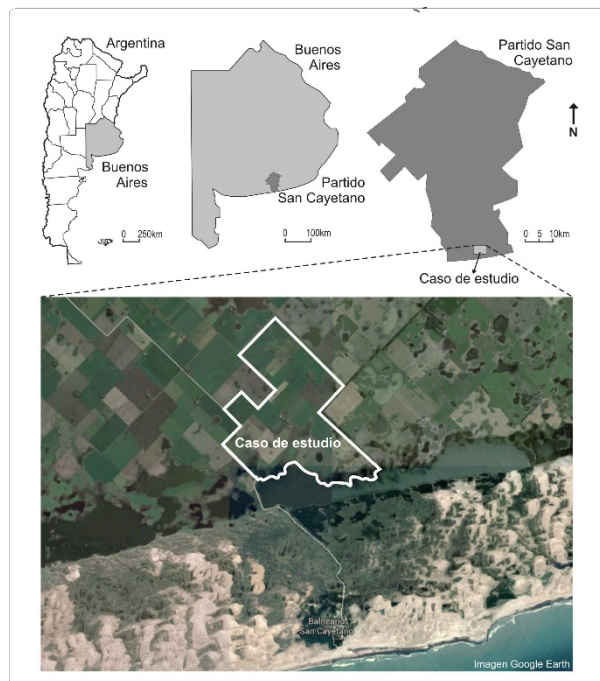 Argentina
Buenos
Aires
0 250km
Buenos
Aires
Partido
San Cayetano
0 100km
Partido San
Cayetano
N
0 5 10km
Caso de estudio
Caso de estudio
Balneario
San Cayetano
Imagen Google Earth